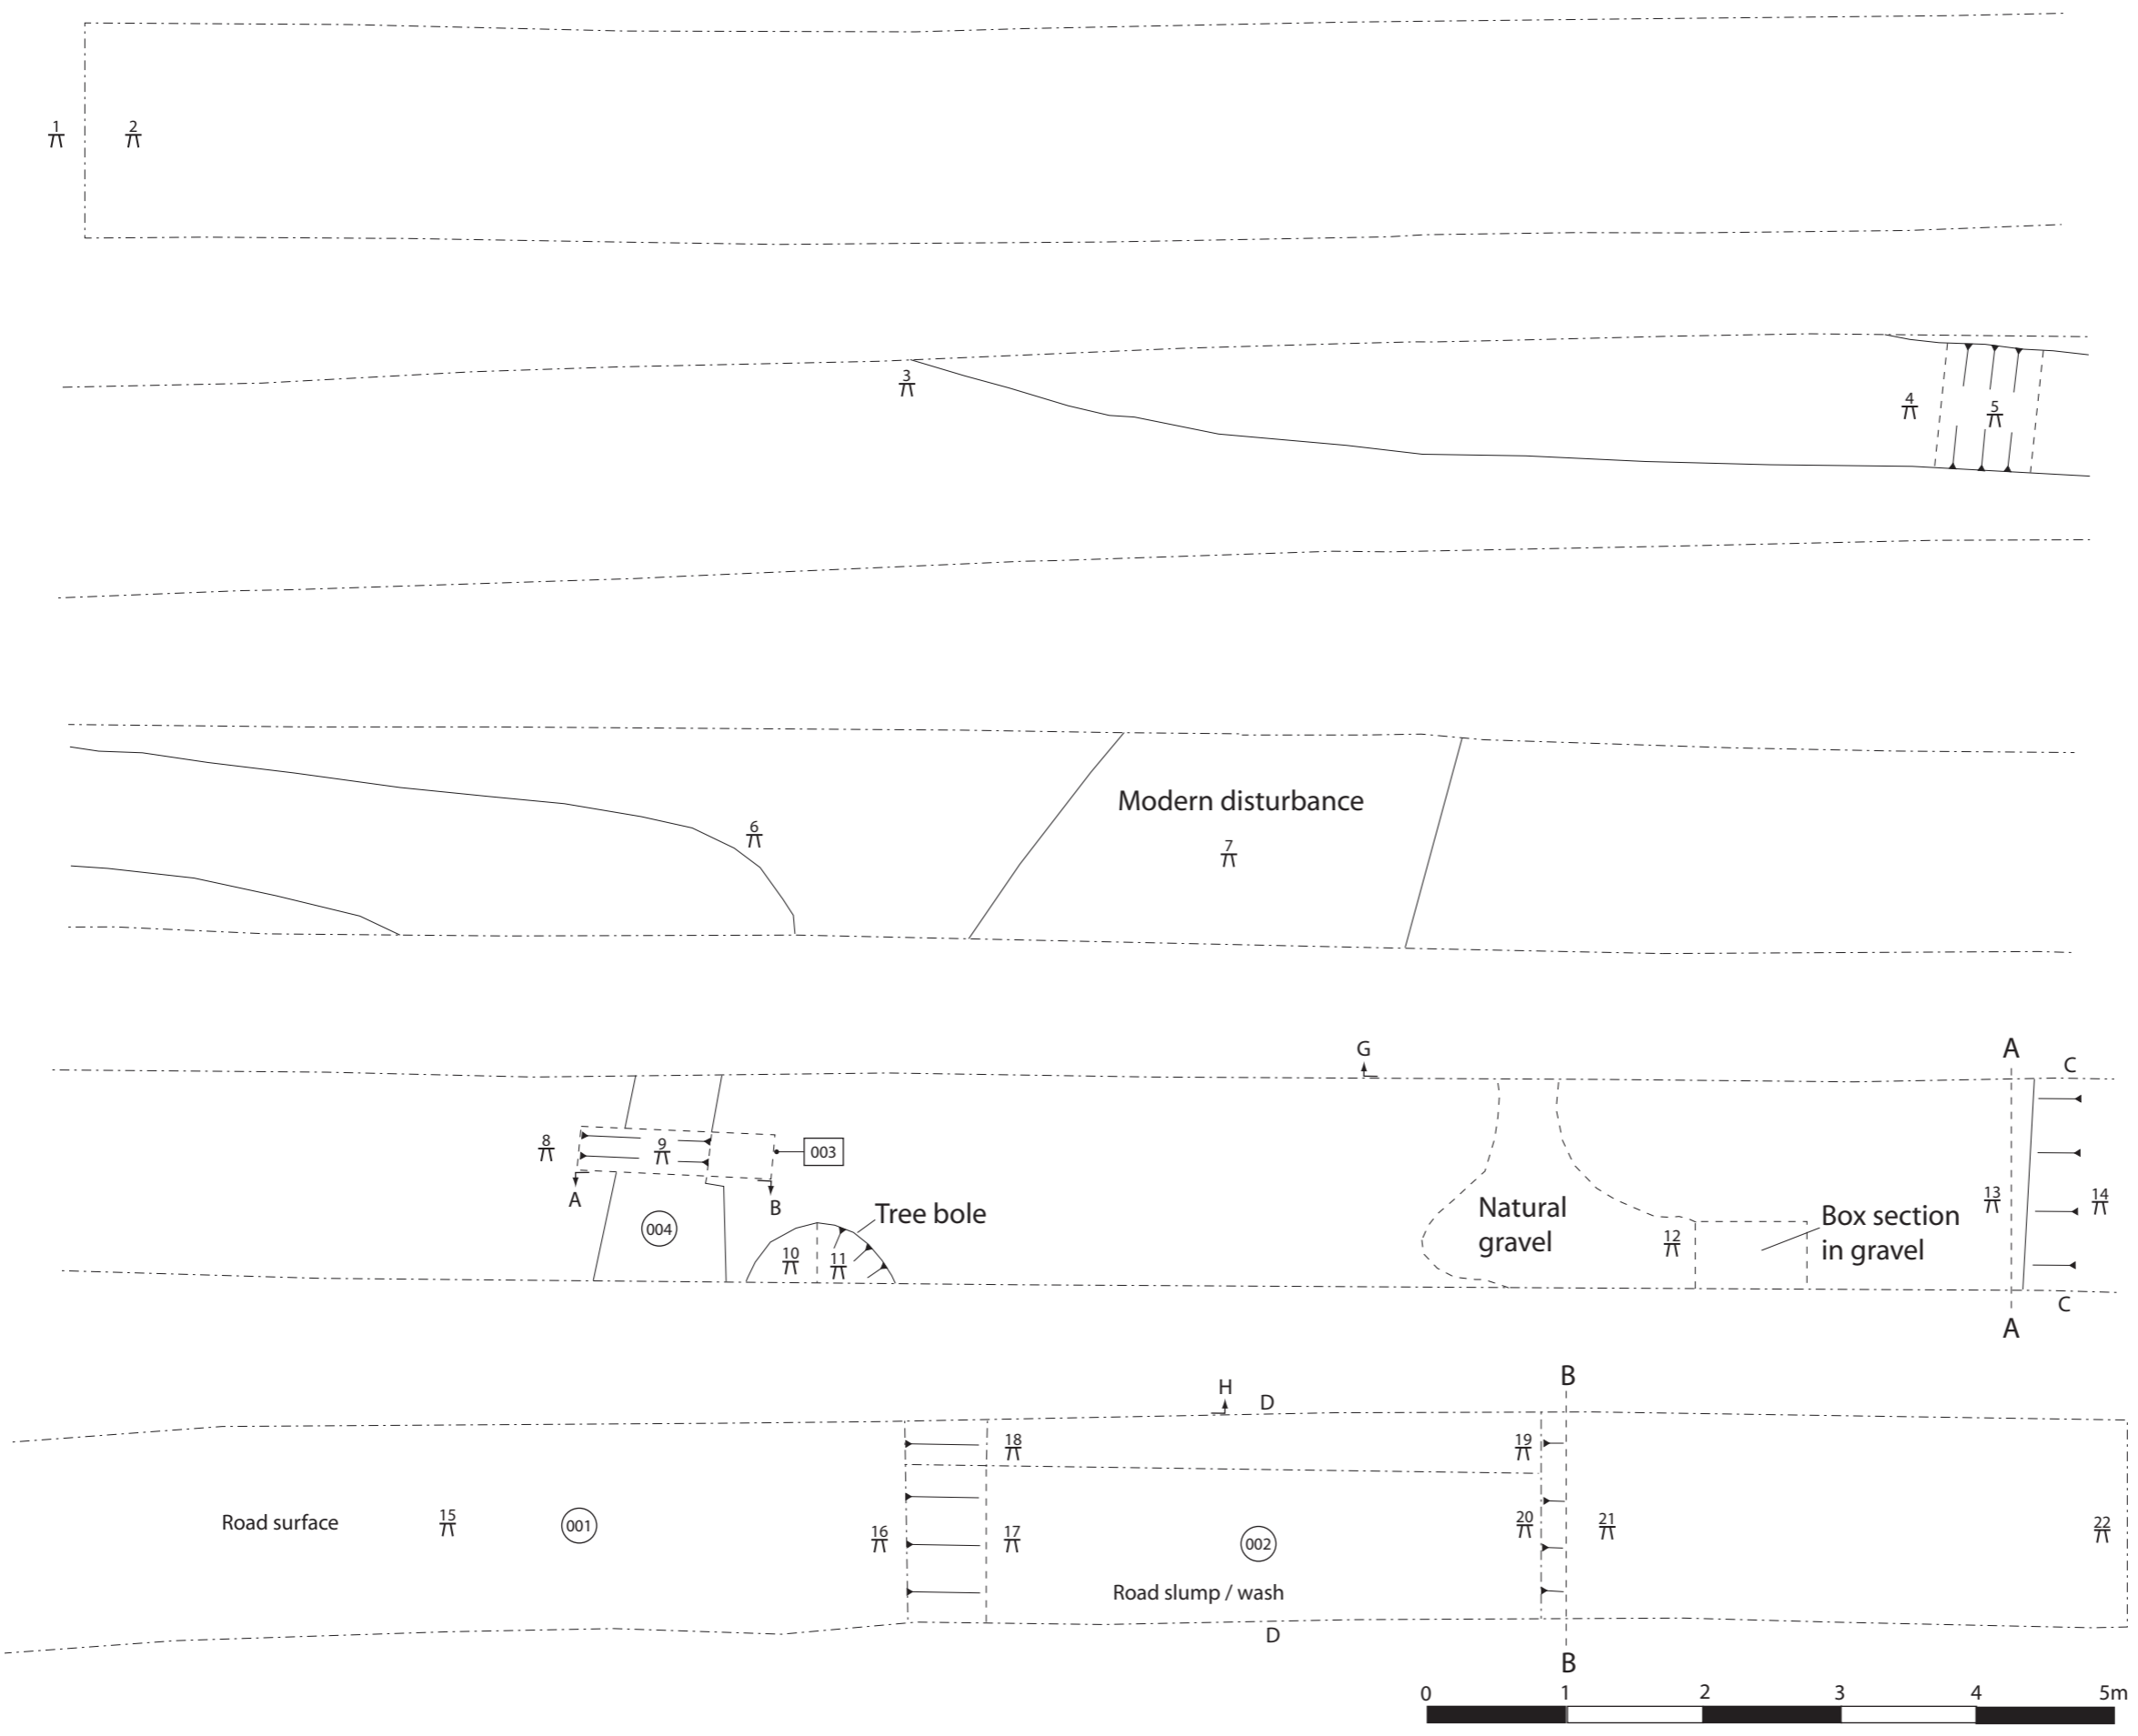 1 2
3
4 5
Modern disturbance
6
7
G
A
C
8 9 003
A B
004
Tree bole
10 11
Natural
gravel
12
Box section
in gravel
13 14
C
A
B
H D
18 19
Road surface 15 001
16 17 002 20 21 22
Road slump / wash
D
B
0 1 2 3 4 5m